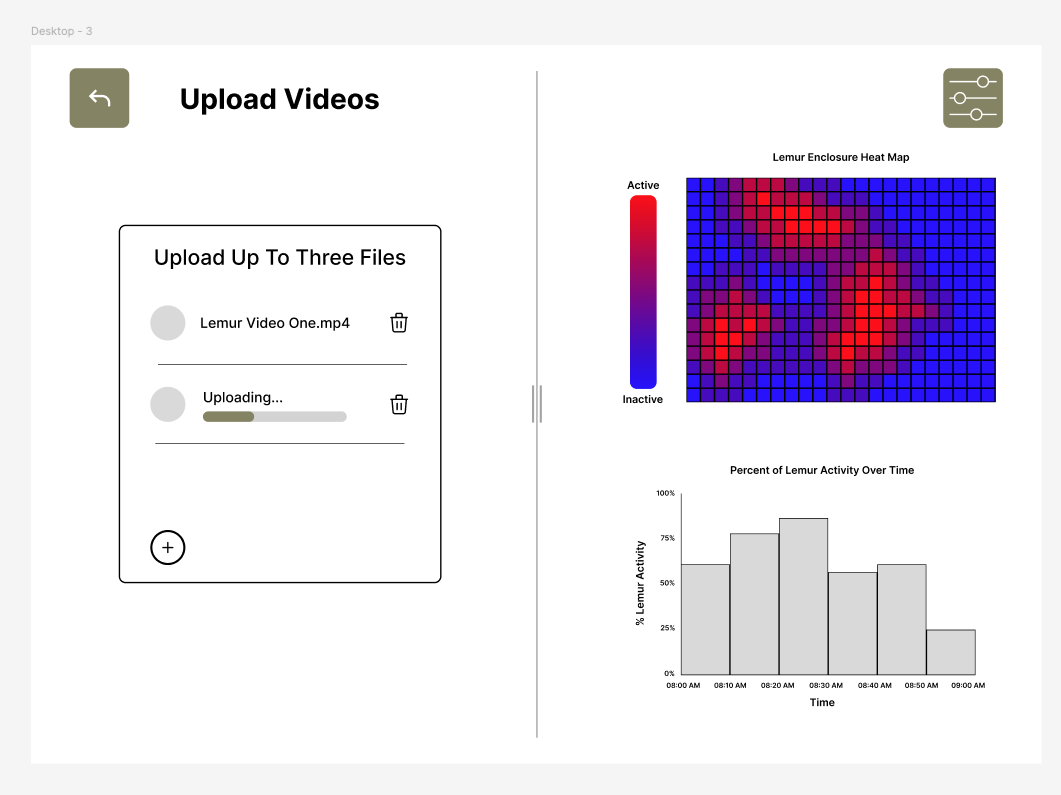 Desktop - 3
Upload Videos
Upload Up To Three Files
Lemur Video One.mp4
Uploading...
Lemur Enclosure Heat Map
Active
Inactive
Percent of Lemur Activity Over Time
100%
75%
50%
25%
0%
% Lemur Activity
08:00 AM 08:10 AM 08:20 AM 08:30 AM 08:40 AM 08:50 AM 09:00 AM
Time